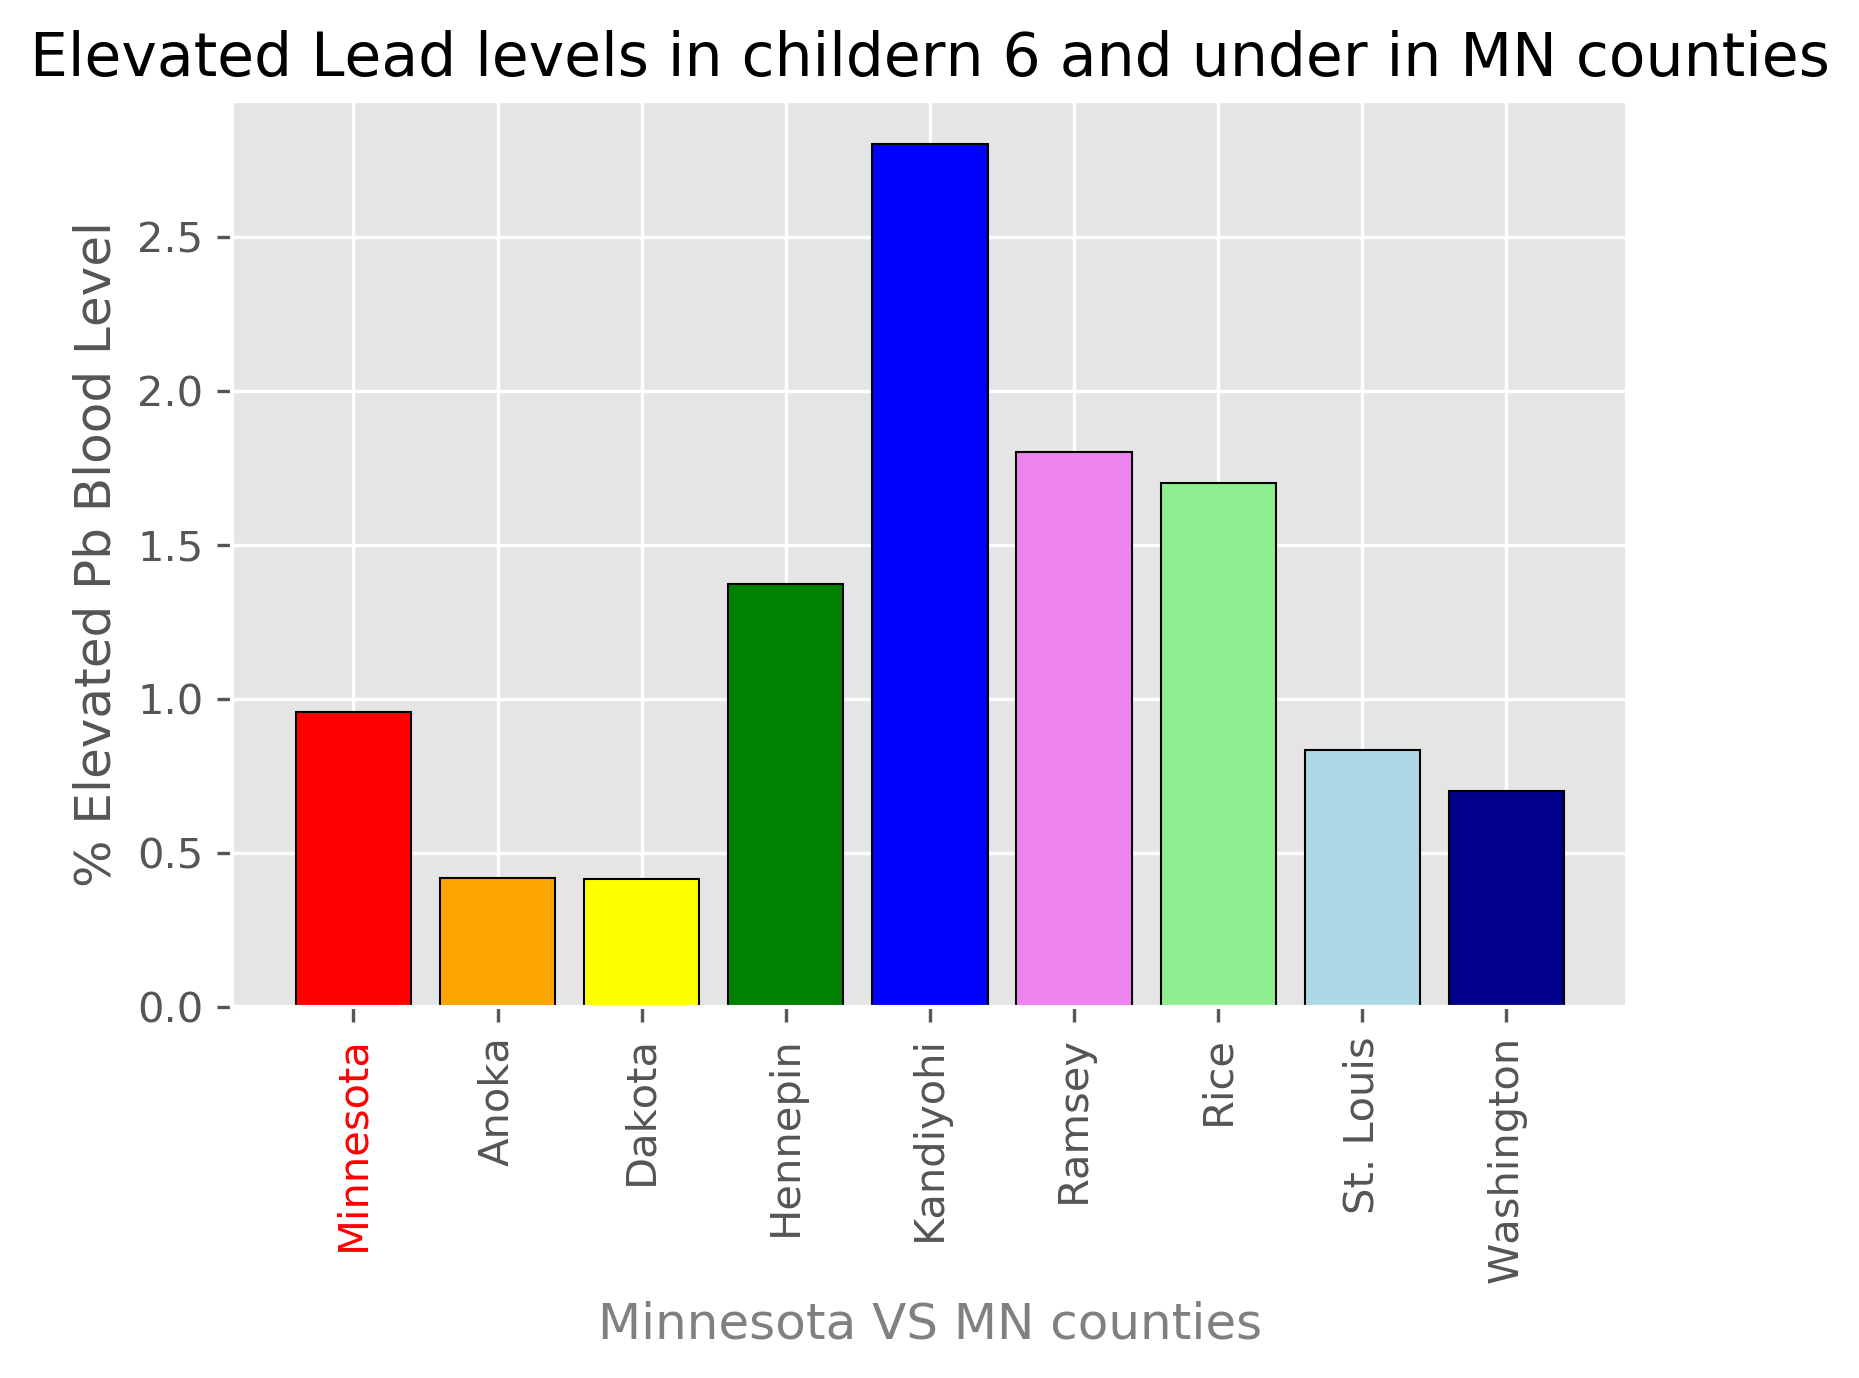 Elevated Lead levels in childern 6 and under in MN counties
% Elevated Pb Blood Level
2.5
2.0
1.5
1.0
0.5
0.0
Minnesota
Anoka
Dakota
Hennepin
Kandiyohi
Ramsey
Rice
St. Louis
Washington
Minnesota VS MN counties